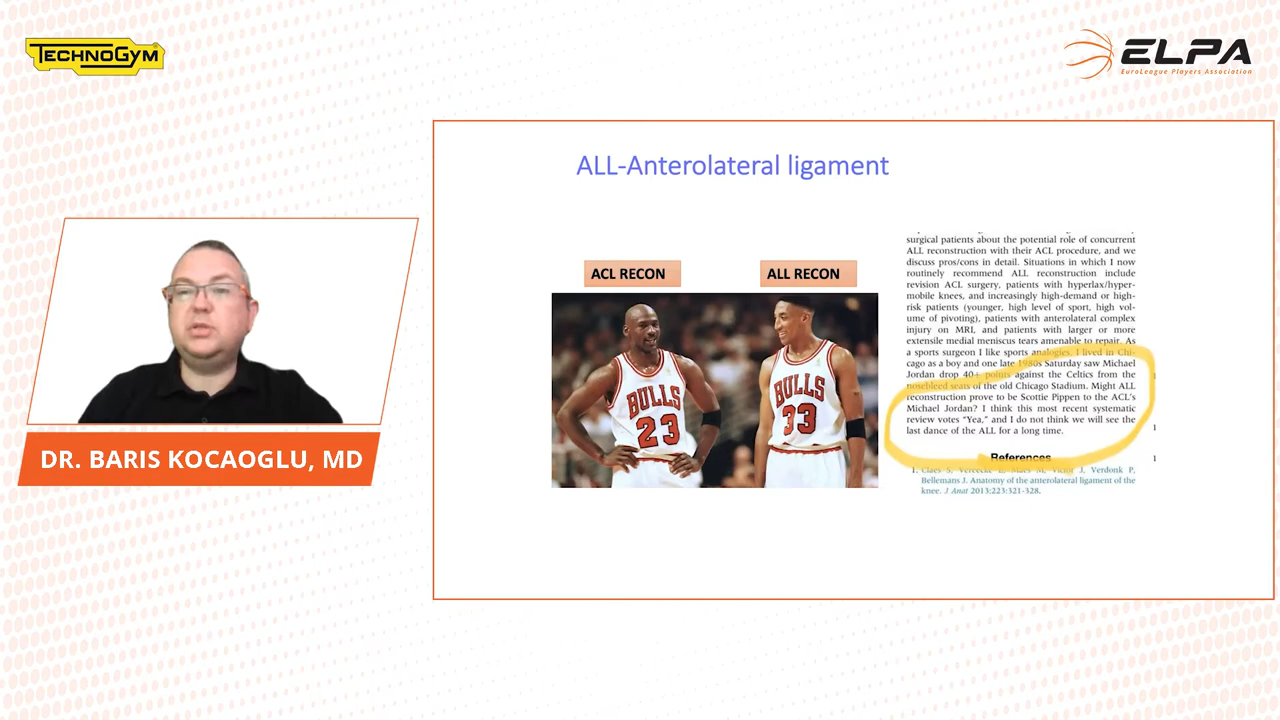 TECHNOGYM
ELPA
EuroLeague Players Association
ALL-Anterolateral ligament
ACL RECON
ALL RECON
BULLS
23
BULLS
33
surgical patients about the potential role of concurrent
ALL reconstruction with their ACL procedure, and we
discuss pros/cons in detail. Situations in which I now
routinely recommend ALL reconstruction include
revision ACL surgery, patients with hyperlax/hyper-
mobile knees, and increasingly high-demand or high-
risk patients (younger, high level of sport, high vol-
ume of pivoting), patients with anterolateral complex
injury on MRI, and patients with larger or more
extensive medial meniscus tears amenable to repair. As
a sports surgeon I like sports analogies. I lived in Chi-
cago as a boy and one late 1980s Saturday saw Michael
Jordan drop 40+ points against the Celtics from the
nosebleed seats of the old Chicago Stadium. Might ALL
reconstruction prove to be Scottie Pippen to the ACL's
Michael Jordan? I think this most recent systematic
review votes "Yea," and I do not think we will see the
last dance of the ALL for a long time.
References
1. Claes S, Vereecke E, Maes M, Victor J, Verdonk P,
Bellemans J. Anatomy of the anterolateral ligament of the
knee. J Anat 2013;223:321-328.
DR. BARIS KOCAOGLU, MD